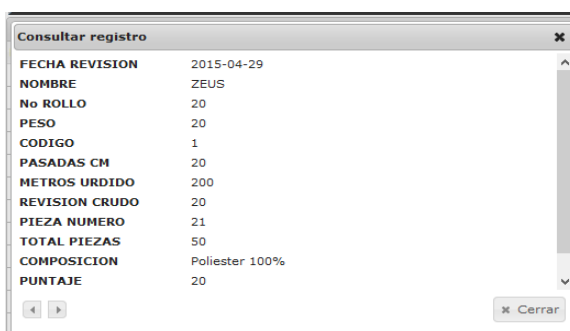 Consultar registro
FECHA REVISION 2015-04-29
NOMBRE ZEUS
No ROLLO 20
PESO 20
CODIGO 1
PASADAS CM 20
METROS URDIDO 200
REVISION CRUDO 20
PIEZA NUMERO 21
TOTAL PIEZAS 50
COMPOSICION Poliester 100%
PUNTAJE 20
Cerrar